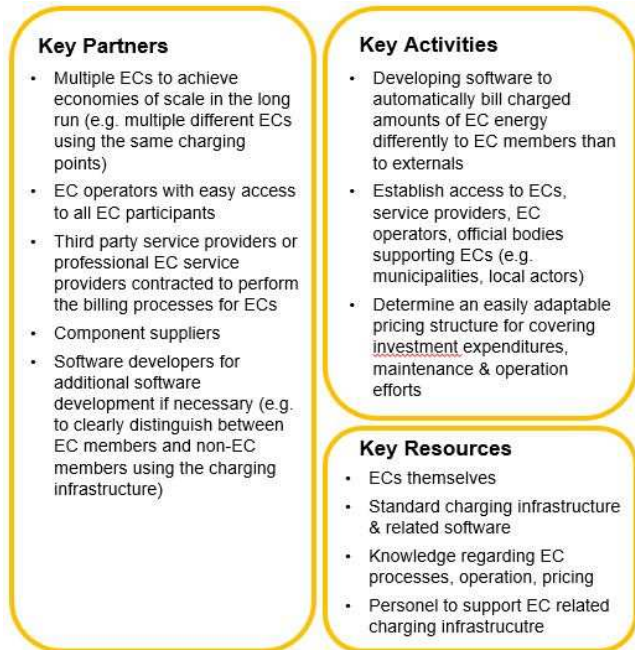 Key Partners
• Multiple ECs to achieve
economies of scale in the long
run (e.g. multiple different ECs
using the same charging
points)
• EC operators with easy access
to all EC participants
• Third party service providers or
professional EC service
providers contracted to perform
the billing processes for ECs
• Component suppliers
• Software developers for
additional software
development if necessary (e.g.
to clearly distinguish between
EC members and non-EC
members using the charging
infrastructure)
Key Activities
• Developing software to
automatically bill charged
amounts of EC energy
differently to EC members than
to externals
• Establish access to ECs,
service providers, EC
operators, official bodies
supporting ECs (e.g.
municipalities, local actors)
• Determine an easily adaptable
pricing structure for covering
investment expenditures,
maintenance & operation
efforts
Key Resources
• ECs themselves
• Standard charging infrastructure
& related software
• Knowledge regarding EC
processes, operation, pricing
• Personel to support EC related
charging infrastrucutre